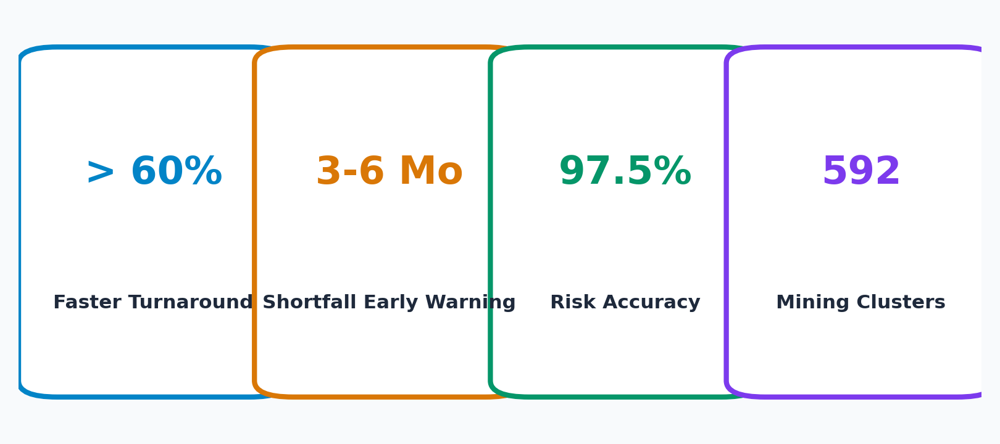 > 60%
3-6 Mo
97.5%
592
Faster Turnaround
Shortfall Early Warning
Risk Accuracy
Mining Clusters